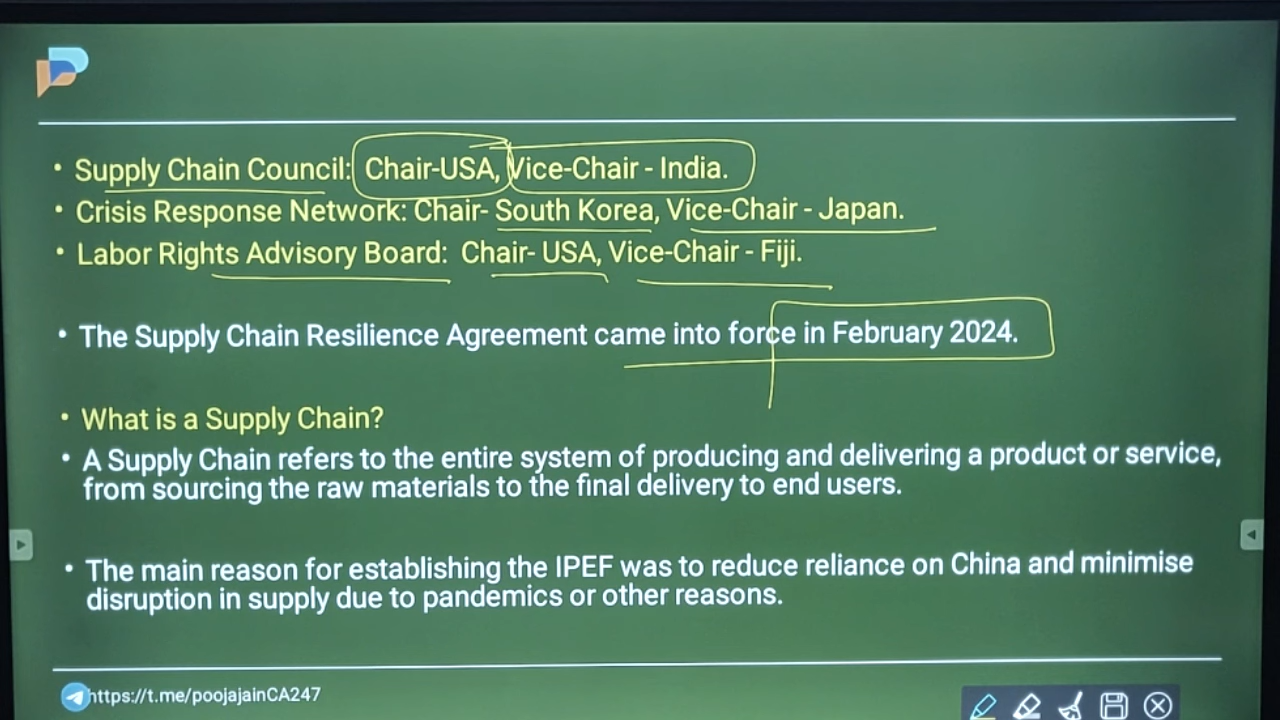 • Supply Chain Council: Chair-USA, Vice-Chair - India.
• Crisis Response Network: Chair- South Korea, Vice-Chair - Japan.
• Labor Rights Advisory Board: Chair- USA, Vice-Chair - Fiji.
• The Supply Chain Resilience Agreement came into force in February 2024.
• What is a Supply Chain?
• A Supply Chain refers to the entire system of producing and delivering a product or service,
from sourcing the raw materials to the final delivery to end users.
• The main reason for establishing the IPEF was to reduce reliance on China and minimise
disruption in supply due to pandemics or other reasons.
https://t.me/poojajainCA247